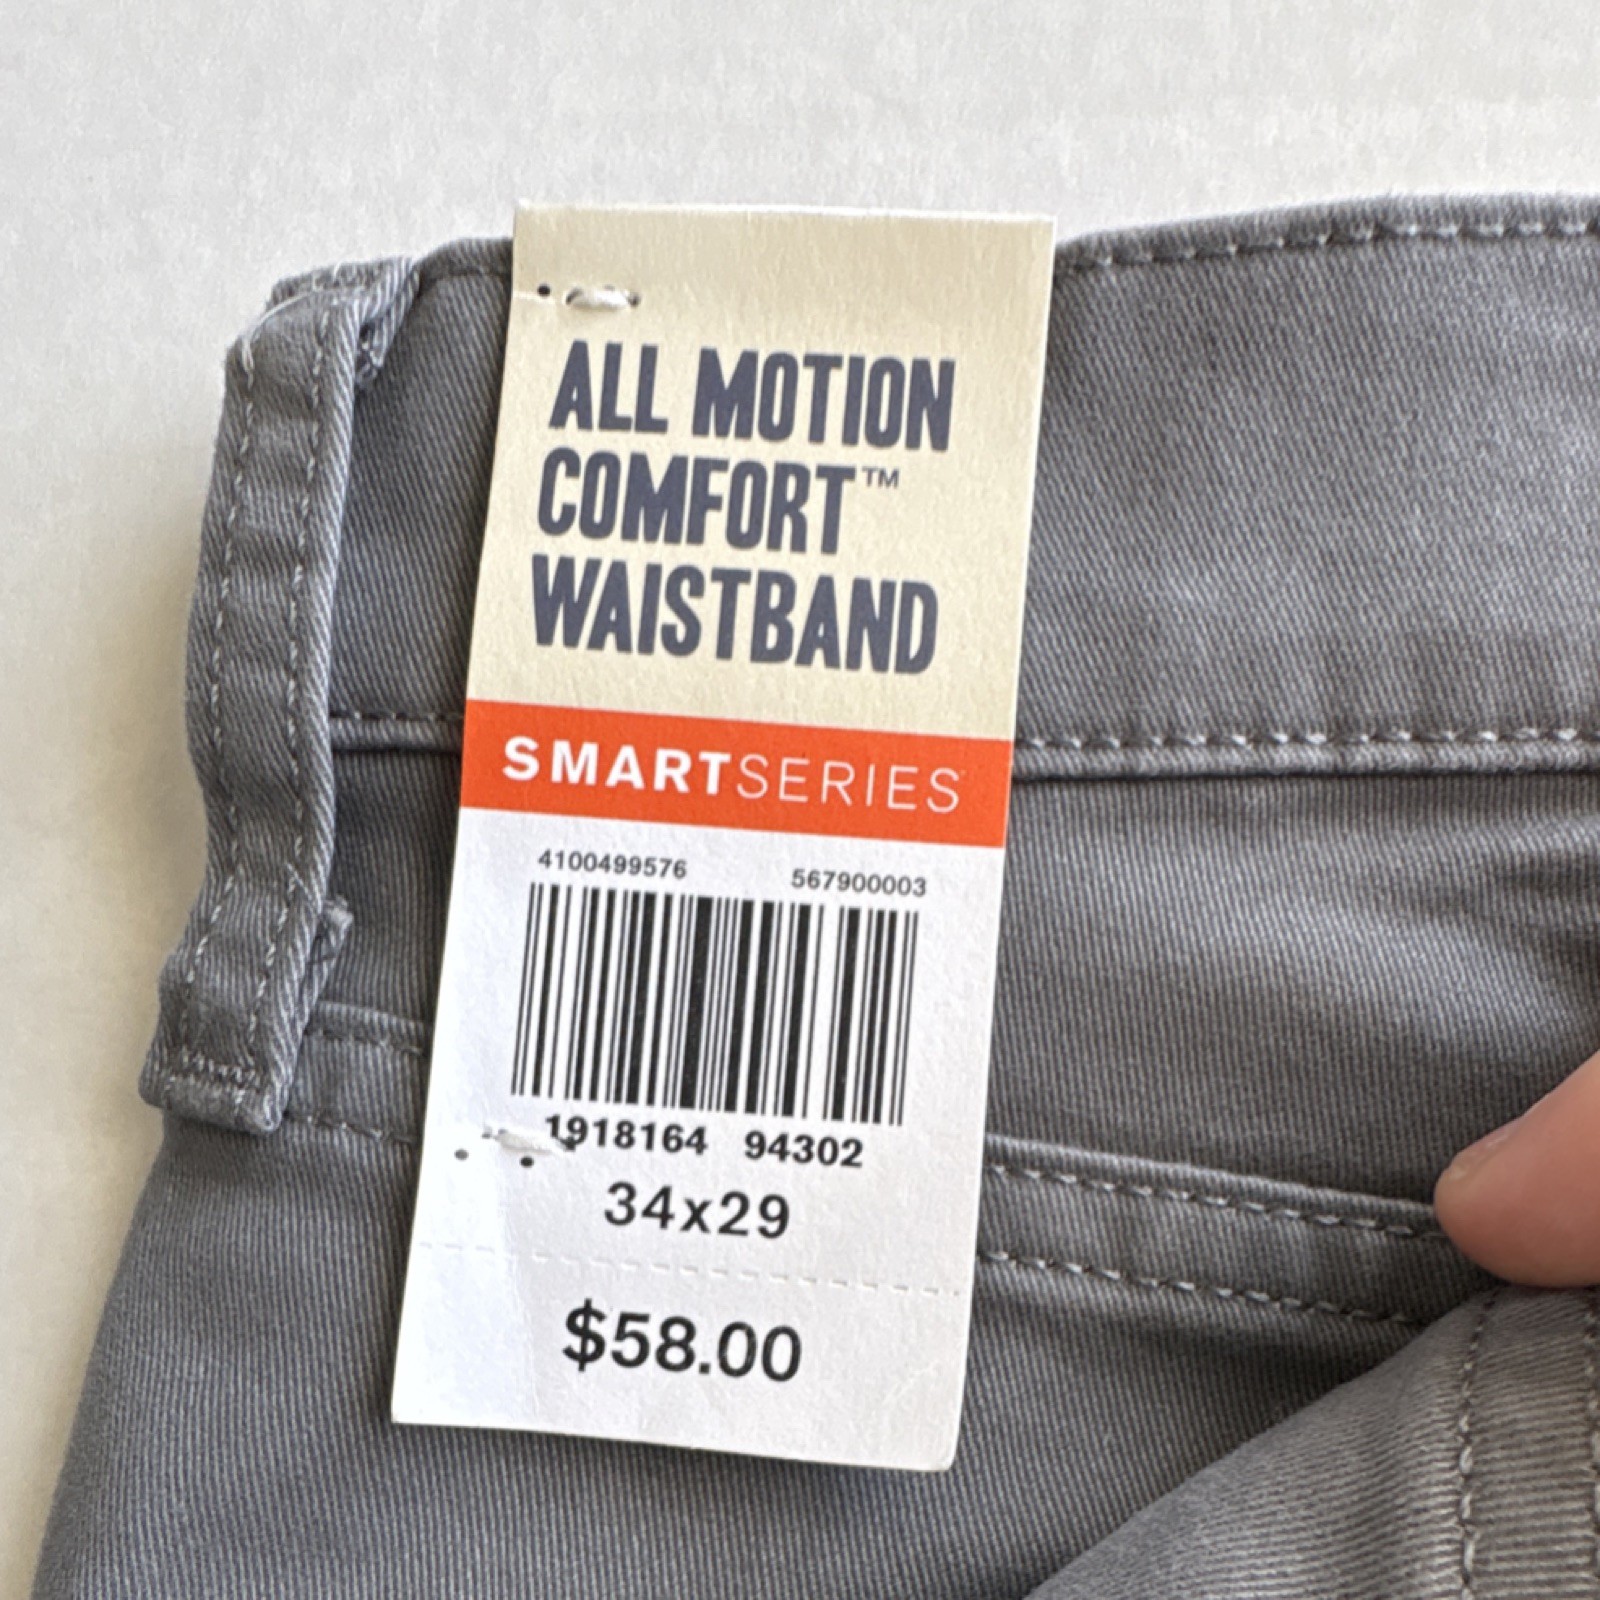 ALL MOTION
COMFORT™
WAISTBAND
SMARTSERIES
4100499576 567900003
1918164 94302
34x29
$58.00